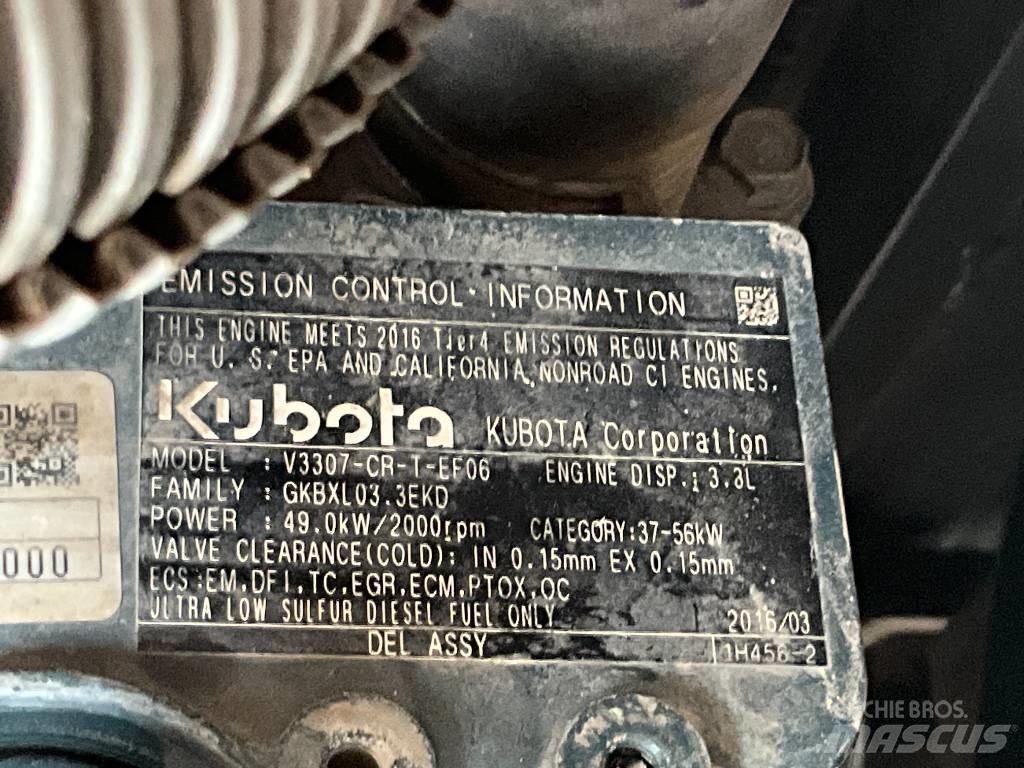 EMISSION CONTROL INFORMATION
THIS ENGINE MEETS 2016 Tier4 EMISSION REGULATIONS
FOR U. S. EPA AND CALIFORNIA NONROAD CI ENGINES.
Kubota KUBOTA Corporation
MODEL : V3307-CR-T-EF06 ENGINE DISP.: 3.3L
FAMILY : GKBXL03.3EKD
POWER : 49.0kW/2000rpm CATEGORY:37-56kW
VALVE CLEARANCE(COLD): IN 0.15mm EX 0.15mm
ECS:EM,DFI,TC,EGR,ECM,PTOX,OC
ULTRA LOW SULFUR DIESEL FUEL ONLY 2016/03
DEL ASSY 1H456-2
000
CHIE BROS.
MASCUS